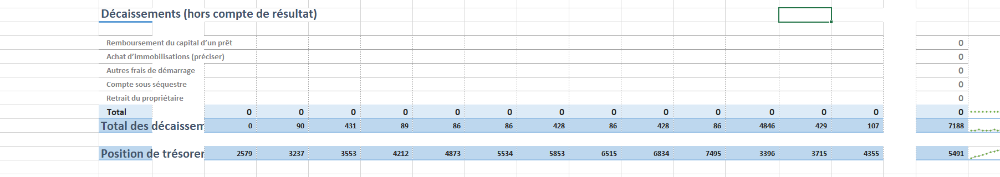 Décaissements (hors compte de résultat)
Remboursement du capital d’un prêt 0
Achat d’immobilisations (préciser) 0
Autres frais de démarrage 0
Compte sous séquestre 0
Retrait du propriétaire 0
Total 0 0 0 0 0 0 0 0 0 0 0 0 0 0
Total des décaissem 0 90 431 89 86 86 428 86 428 86 4846 429 107 7188
Position de trésorer 2579 3237 3553 4212 4873 5534 5853 6515 6834 7495 3396 3715 4355 5491